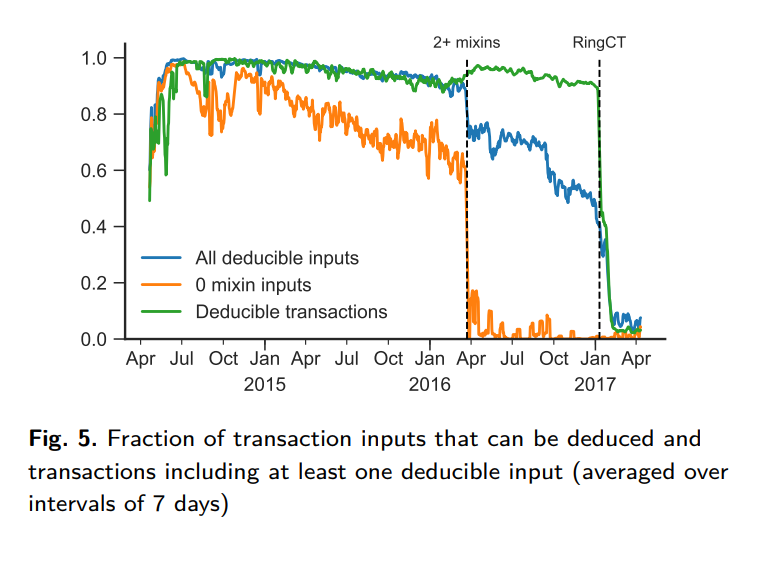 2+ mixins RingCT
1.0
0.8
0.6
0.4
0.2
0.0
All deducible inputs
0 mixin inputs
Deducible transactions
Apr Jul Oct Jan Apr Jul Oct Jan Apr Jul Oct Jan Apr
2015 2016 2017
Fig. 5. Fraction of transaction inputs that can be deduced and
transactions including at least one deducible input (averaged over
intervals of 7 days)